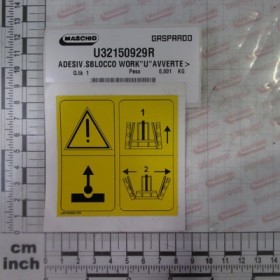 MASCHIO GASPARDO
U32150929R
ADESIV.SBLOCCO WORK"U"AVVERTE >
Q.tà 1 Peso 0,001 KG
1
2
cm
inch